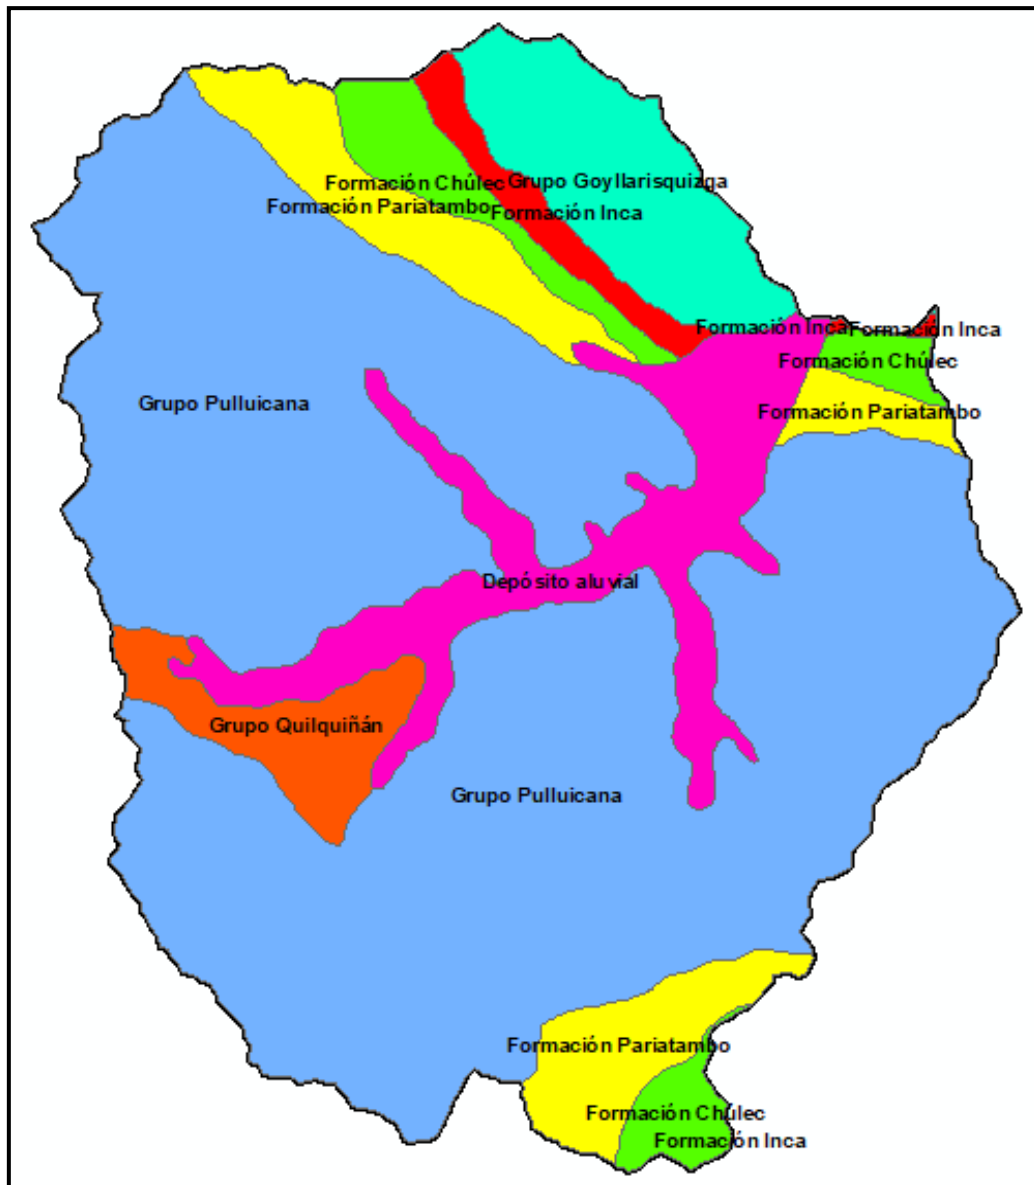 Formación Chúlec
Grupo Goyllarisquizga
Formación Pariatambo
Formación Inca
Formación Inca
Formación Inca
Formación Chúlec
Grupo Pulluicana
Formación Pariatambo
Depósito aluvial
Grupo Quilquiñán
Grupo Pulluicana
Formación Pariatambo
Formación Chúlec
Formación Inca